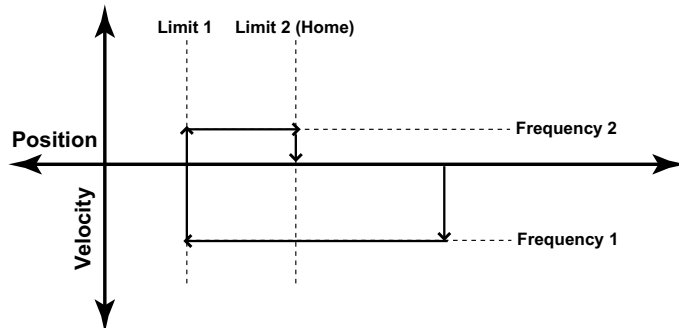 Limit 1
Limit 2 (Home)
Frequency 2
Position
Velocity
Frequency 1